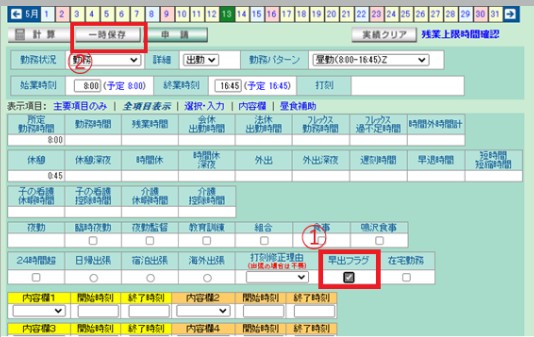 5月 1 2 3 4 5 6 7 8 9 10 11 12 13 14 15 16 17 18 19 20 21 22 23 24 25 26 27 28 29 30 31
計算 一時保存 申請 実績クリア 残業上限時間確認
②
勤務状況 勤務 詳細 出勤 勤務パターン 昼勤(8:00-16:45)Z
始業時刻 8:00 (予定 8:00) 終業時刻 16:45 (予定 16:45) 打刻
表示項目: 主要項目のみ | 全項目表示 | 選択・入力 | 内容欄 | 昼食補助
所定勤務時間 勤務時間 残業時間 会休出勤時間 法休出勤時間 フレックス勤務時間 フレックス過不足時間 時間外時間計
8:00
休憩 休憩深夜 時間休 時間休深夜 外出 外出深夜 遅刻時間 早退時間 短時間短縮時間
0:45
子の看護休暇時間 子の看護控除時間 介護休暇時間 介護控除時間
夜勤 臨時夜勤 夜勤監督 教育訓練 組合 食事 鳴沢食事
①
24時間超 日帰出張 宿泊出張 海外出張 打刻修正理由 早出フラグ 在宅勤務
内容欄1 開始時刻 終了時刻 内容欄2 開始時刻 終了時刻
内容欄3 開始時刻 終了時刻 内容欄4 開始時刻 終了時刻